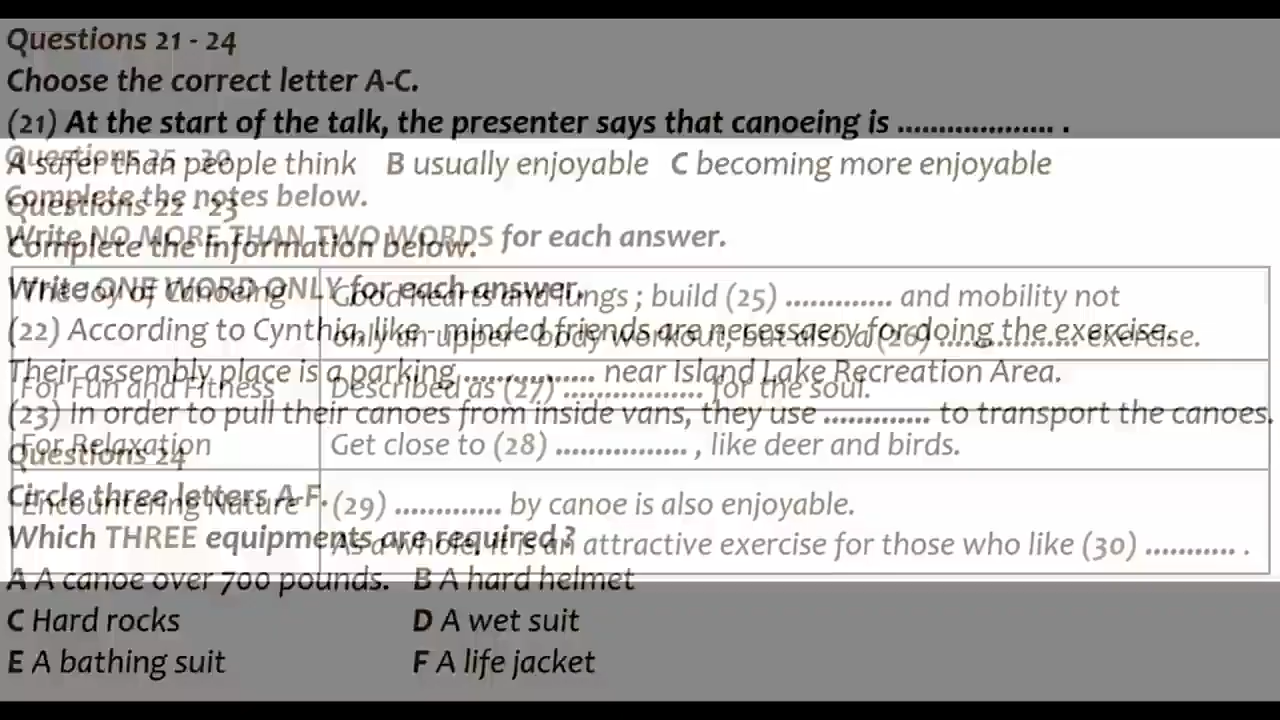 Questions 21 - 24
Choose the correct letter A-C.
(21) At the start of the talk, the presenter says that canoeing is ................... .
A safer than people think B usually enjoyable C becoming more enjoyable
Questions 22 - 23
Complete the information below.
Write ONE WORD ONLY for each answer.
(22) According to Cynthia, like - minded friends are necessaery for doing the exercise.
Their assembly place is a parking ................ near Island Lake Recreation Area.
(23) In order to pull their canoes from inside vans, they use ............. to transport the canoes.
Questions 24
Circle three letters A-F.
Which THREE equipments are required?
A A canoe over 700 pounds. B A hard helmet
C Hard rocks D A wet suit
E A bathing suit F A life jacket
Questions 25 - 30
Complete the notes below.
Write NO MORE THAN TWO WORDS for each answer.
The Joy of Canoeing
Good hearts and lungs ; build (25) ............. and mobility not
only an upper - body workout, but also a (26) ................. exercise.
For Fun and Fitness
Described as (27) ................. for the soul.
For Relaxation
Get close to (28) ................ , like deer and birds.
Encountering Nature
(29) ............. by canoe is also enjoyable.
As a whole, it is an attractive exercise for those who like (30) ........... .